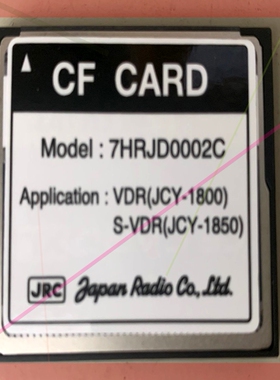 CF CARD
Model : 7HRJD0002C
Application : VDR(JCY-1800)
S-VDR(JCY-1850)
JRC Japan Radio Co., Ltd.